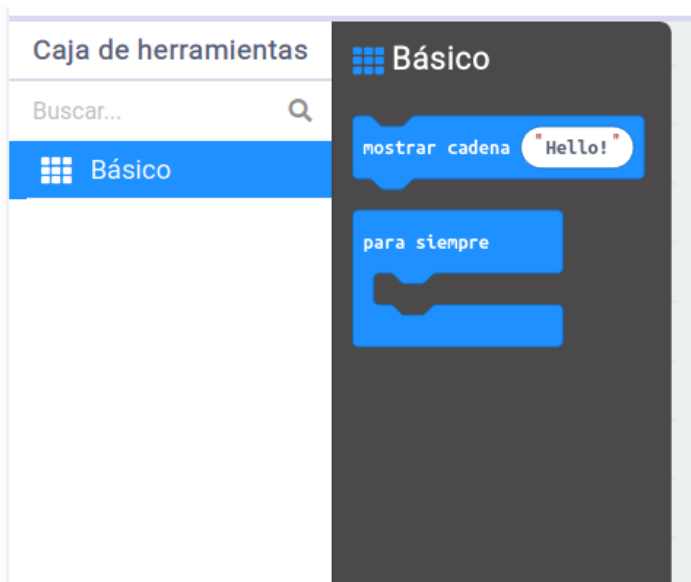 Caja de herramientas
Buscar...
Básico
Básico
mostrar cadena "Hello!"
para siempre